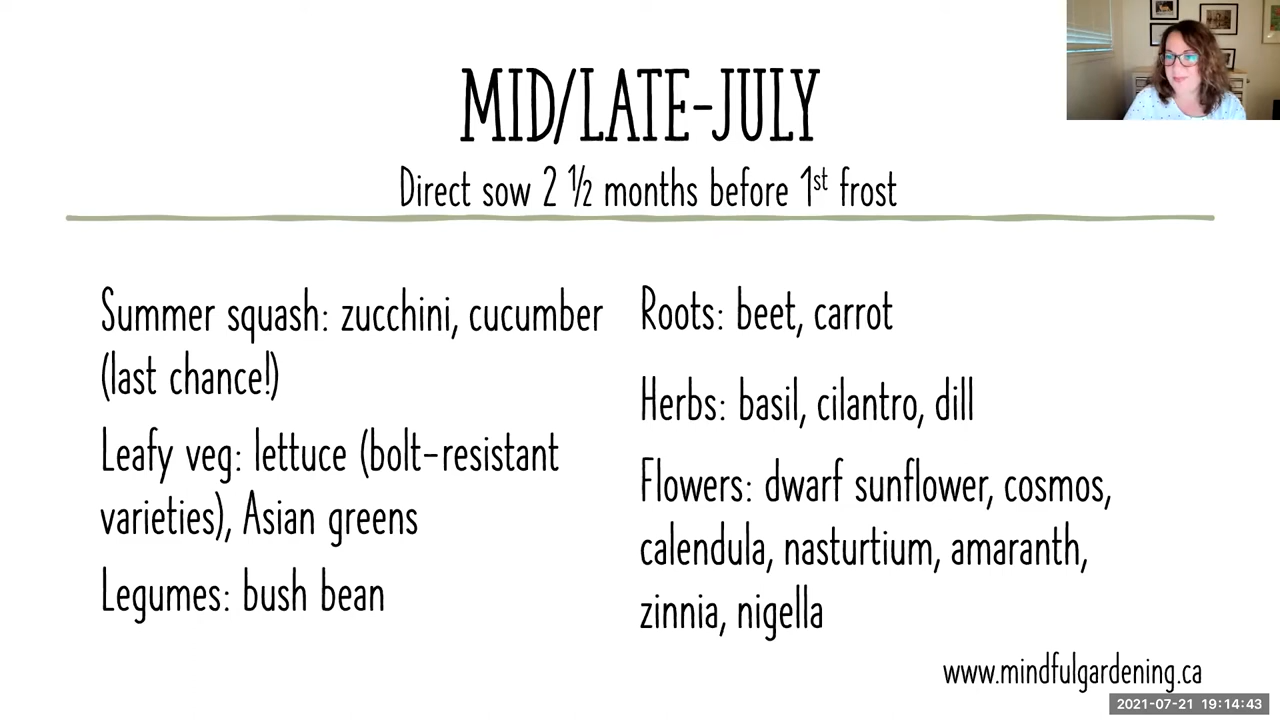 MID/LATE-JULY
Direct sow 2 ½ months before 1st frost
Summer squash: zucchini, cucumber
(last chance!)
Leafy veg: lettuce (bolt-resistant
varieties), Asian greens
Legumes: bush bean
Roots: beet, carrot
Herbs: basil, cilantro, dill
Flowers: dwarf sunflower, cosmos,
calendula, nasturtium, amaranth,
zinnia, nigella
www.mindfulgardening.ca
2021-07-21 19:14:43